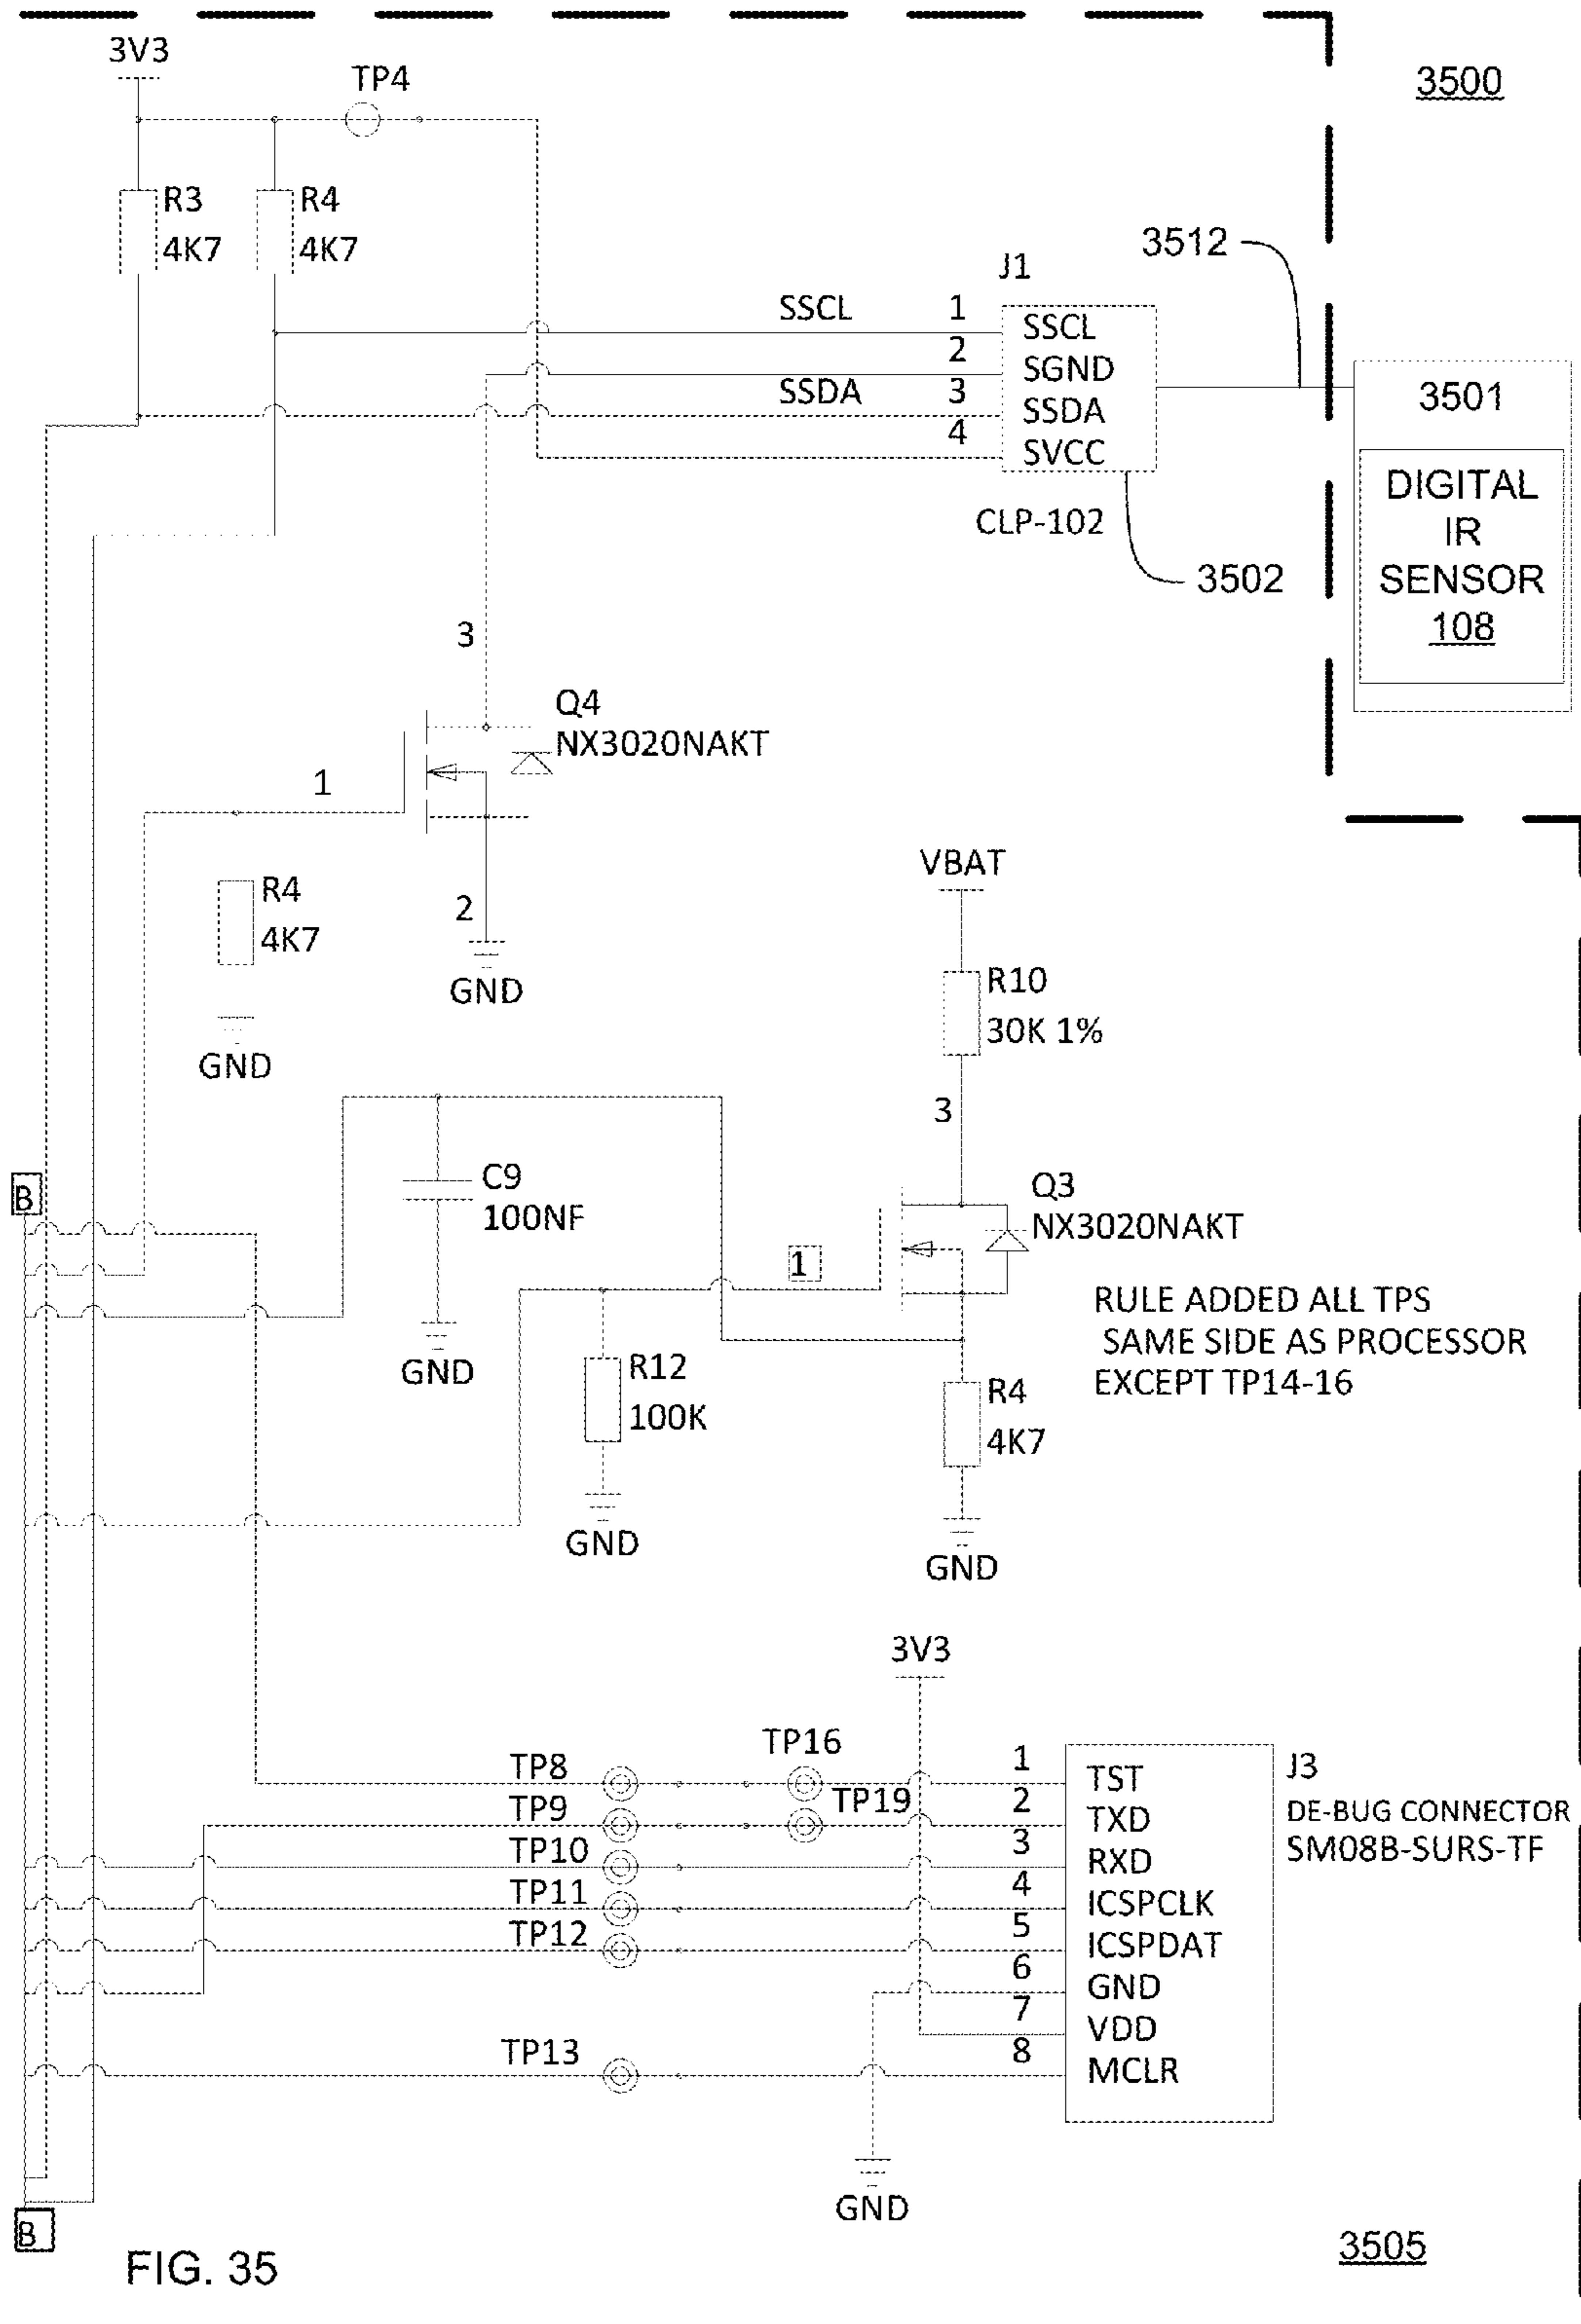 3V3
TP4
3500
R3
4K7
R4
4K7
3512
J1
SSCL
1
SSCL
2
SGND
SSDA
3
SSDA
4
SVCC
3501
DIGITAL
IR
SENSOR
108
CLP-102
3502
3
Q4
NX3020NAKT
1
R4
4K7
2
GND
GND
VBAT
R10
30K 1%
3
B
C9
100NF
Q3
NX3020NAKT
1
RULE ADDED ALL TPS
SAME SIDE AS PROCESSOR
EXCEPT TP14-16
GND
R12
100K
R4
4K7
GND
GND
3V3
TP8
TP16
1
TST
J3
TP9
TP19
2
TXD
DE-BUG CONNECTOR
SM08B-SURS-TF
TP10
3
RXD
TP11
4
ICSPCLK
TP12
5
ICSPDAT
6
GND
7
VDD
TP13
8
MCLR
GND
B
FIG. 35
3505